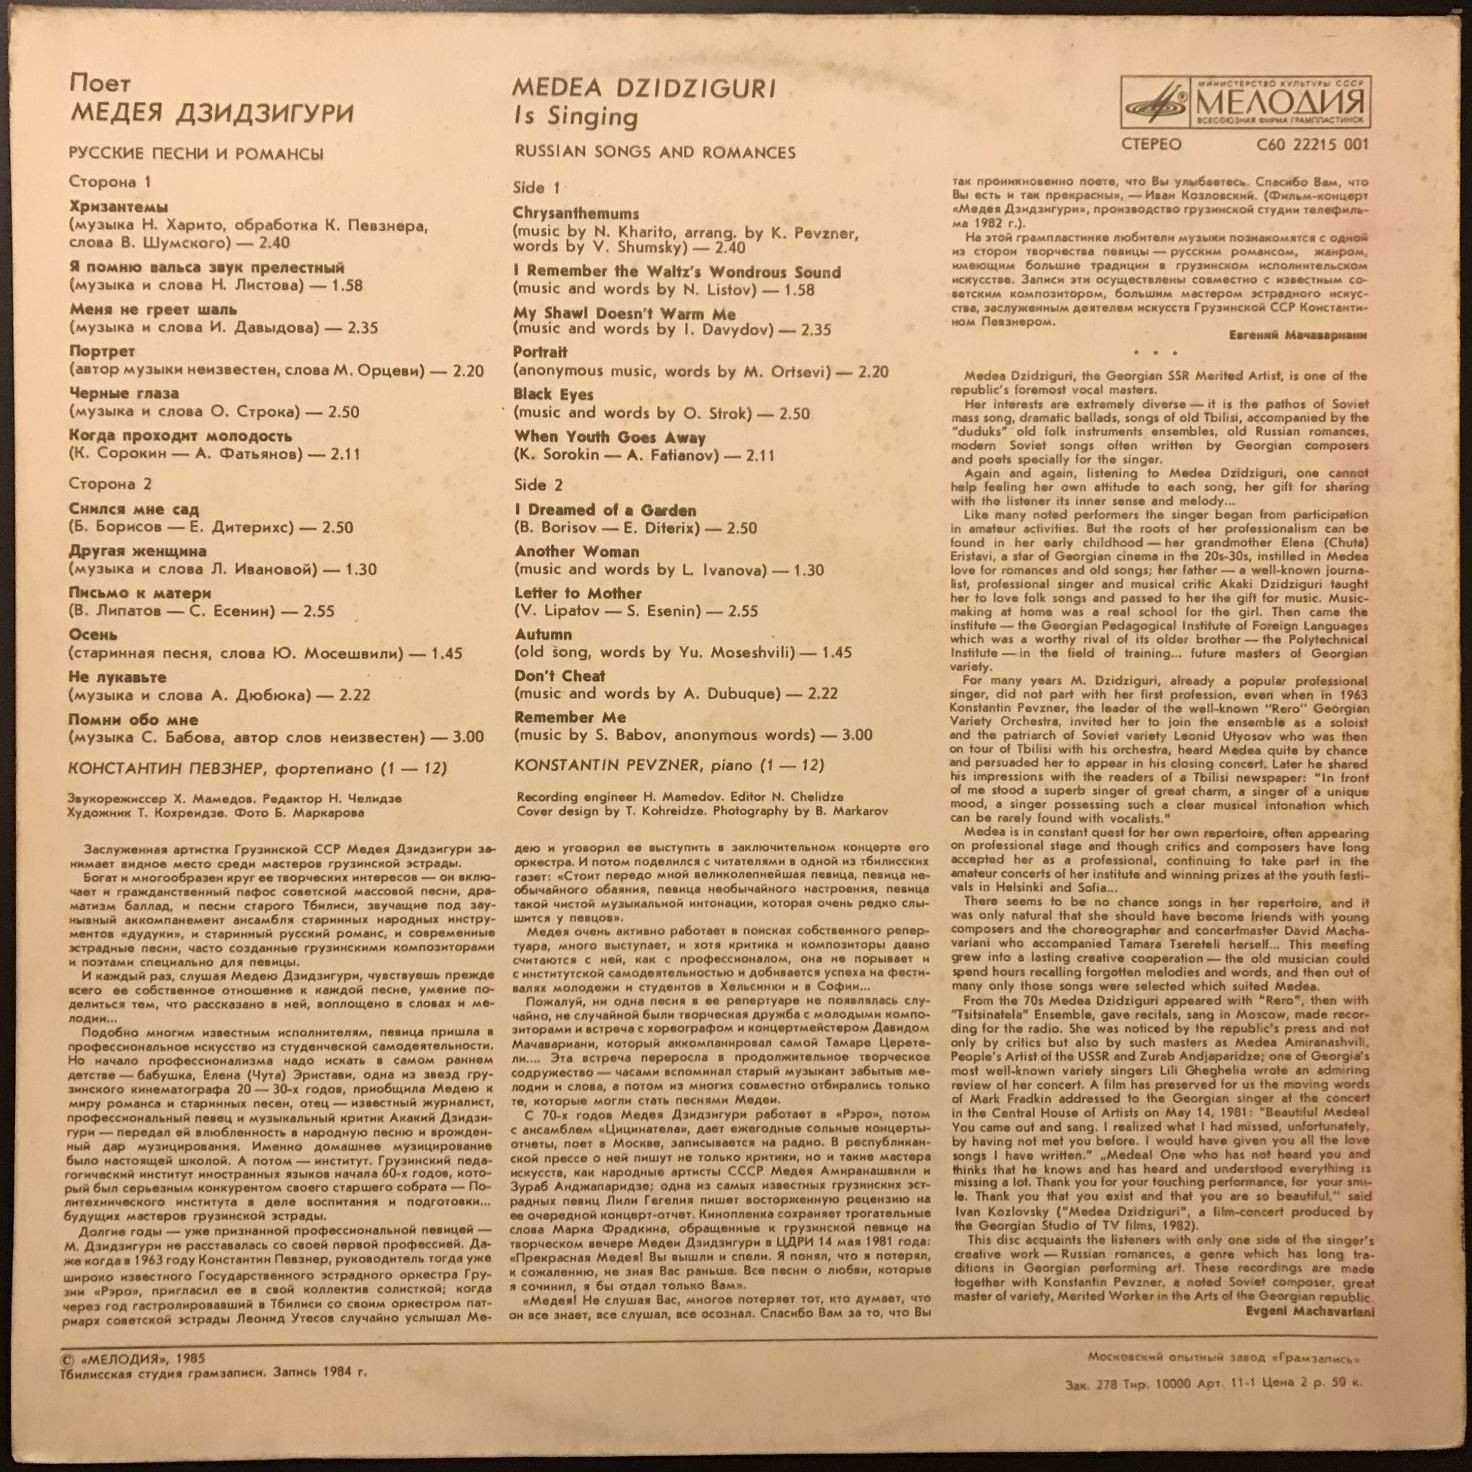 Поет
МЕДЕЯ ДЗИДЗИГУРИ
РУССКИЕ ПЕСНИ И РОМАНСЫ
Сторона 1
Хризантемы
(музыка Н. Харито, обработка К. Певзнера,
слова В. Шумского) — 2.40
Я помню вальса звук прелестный
(музыка и слова Н. Листова) — 1.58
Меня не греет шаль
(музыка и слова И. Давыдова) — 2.35
Портрет
(автор музыки неизвестен, слова М. Орцеви) — 2.20
Черные глаза
(музыка и слова О. Строка) — 2.50
Когда проходит молодость
(К. Сорокин — А. Фатьянов) — 2.11
Сторона 2
Снился мне сад
(Б. Борисов — Е. Дитерихс) — 2.50
Другая женщина
(музыка и слова Л. Ивановой) — 1.30
Письмо к матери
(В. Липатов — С. Есенин) — 2.55
Осень
(старинная песня, слова Ю. Мосешвили) — 1.45
Не лукавьте
(музыка и слова А. Дюбюка) — 2.22
Помни обо мне
(музыка С. Бабова, автор слов неизвестен) — 3.00
КОНСТАНТИН ПЕВЗНЕР, фортепиано (1 — 12)
Звукорежиссер Х. Мамедов. Редактор Н. Челидзе
Художник Т. Кохреидзе. Фото Б. Маркарова
MEDEA DZIDZIGURI
Is Singing
RUSSIAN SONGS AND ROMANCES
Side 1
Chrysanthemums
(music by N. Kharito, arrang. by K. Pevzner,
words by V. Shumsky) — 2.40
I Remember the Waltz's Wondrous Sound
(music and words by N. Listov) — 1.58
My Shawl Doesn't Warm Me
(music and words by I. Davydov) — 2.35
Portrait
(anonymous music, words by M. Ortsevi) — 2.20
Black Eyes
(music and words by O. Strok) — 2.50
When Youth Goes Away
(K. Sorokin — A. Fatianov) — 2.11
Side 2
I Dreamed of a Garden
(B. Borisov — E. Diterix) — 2.50
Another Woman
(music and words by L. Ivanova) — 1.30
Letter to Mother
(V. Lipatov — S. Esenin) — 2.55
Autumn
(old song, words by Yu. Moseshvili) — 1.45
Don't Cheat
(music and words by A. Dubuque) — 2.22
Remember Me
(music by S. Babov, anonymous words) — 3.00
KONSTANTIN PEVZNER, piano (1 — 12)
Recording engineer H. Mamedov. Editor N. Chelidze
Cover design by T. Kohreidze. Photography by B. Markarov
МИНИСТЕРСТВО КУЛЬТУРЫ СССР
® МЕЛОДИЯ
ВСЕСОЮЗНАЯ ФИРМА ГРАМПЛАСТИНОК
СТЕРЕО С60 22215 001
Заслуженная артистка Грузинской ССР Медея Дзидзигури за-
нимает видное место среди мастеров грузинской эстрады.
Богат и многообразен круг ее творческих интересов — он вклю-
чает и гражданственный пафос советской массовой песни, дра-
матизм баллад, и песни старого Тбилиси, звучащие под зау-
нывный аккомпанемент ансамбля старинных народных инстру-
ментов «дудуки», и старинный русский романс, и современные
эстрадные песни, часто созданные грузинскими композиторами
и поэтами специально для певицы.
И каждый раз, слушая Медею Дзидзигури, чувствуешь прежде
всего ее собственное отношение к каждой песне, умение по-
делиться тем, что рассказано в ней, воплощено в словах и ме-
лодии...
Подобно многим известным исполнителям, певица пришла в
профессиональное искусство из студенческой самодеятельности.
Но начало профессионализма надо искать в самом раннем
детстве — бабушка, Елена (Чута) Эристави, одна из звезд гру-
зинского кинематографа 20 — 30-х годов, приобщила Медею к
миру романса и старинных песен, отец — известный журналист,
профессиональный певец и музыкальный критик Акакий Дзидзи-
гури — передал ей влюбленность в народную песню и врожден-
ный дар музицирования. Именно домашнее музицирование
было настоящей школой. А потом — институт. Грузинский педа-
гогический институт иностранных языков начала 60-х годов, кото-
рый был серьезным конкурентом своего старшего собрата — По-
литехнического института в деле воспитания и подготовки...
будущих мастеров грузинской эстрады.
Долгие годы — уже признанной профессиональной певицей —
М. Дзидзигури не расставалась со своей первой профессией. Да-
же когда в 1963 году Константин Певзнер, руководитель тогда уже
широко известного Государственного эстрадного оркестра Гру-
зии «Рэро», пригласил ее в свой коллектив солисткой; когда
через год гастролировавший в Тбилиси со своим оркестром пат-
риарх советской эстрады Леонид Утесов случайно услышал Ме-
дею и уговорил ее выступить в заключительном концерте его
оркестра. И потом поделился с читателями в одной из тбилисских
газет: «Стоит передо мной великолепнейшая певица, певица не-
обычайного обаяния, певица необычайного настроения, певица
такой чистой музыкальной интонации, которая очень редко слы-
шится у певцов».
Медея очень активно работает в поисках собственного репер-
туара, много выступает, и хотя критика и композиторы давно
считаются с ней, как с профессионалом, она не порывает и
с институтской самодеятельностью и добивается успеха на фести-
валях молодежи и студентов в Хельсинки и в Софии...
Пожалуй, ни одна песня в ее репертуаре не появлялась слу-
чайно, не случайной были творческая дружба с молодыми компо-
зиторами и встреча с хореографом и концертмейстером Давидом
Мачавариани, который аккомпанировал самой Тамаре Церете-
ли.... Эта встреча переросла в продолжительное творческое
содружество — часами вспоминал старый музыкант забытые ме-
лодии и слова, а потом из многих совместно отбирались только
те, которые могли стать песнями Медеи.
С 70-х годов Медея Дзидзигури работает в «Рэро», потом
с ансамблем «Цицинатела», дает ежегодные сольные концерты-
отчеты, поет в Москве, записывается на радио. В республикан-
ской прессе о ней пишут не только критики, но и такие мастера
искусств, как народные артисты СССР Медея Амиранашвили и
Зураб Анджапаридзе; одна из самых известных грузинских эст-
радных певиц Лили Гегелия пишет восторженную рецензию на
ее очередной концерт-отчет. Кинопленка сохраняет трогательные
слова Марка Фрадкина, обращенные к грузинской певице на
творческом вечере Медеи Дзидзигури в ЦДРИ 14 мая 1981 года:
«Прекрасная Медея! Вы вышли и спели. Я понял, что я потерял,
к сожалению, не зная Вас раньше. Все песни о любви, которые
я сочинил, я бы отдал только Вам».
«Медея! Не слушая Вас, многое потеряет тот, кто думает, что
он все знает, все слушал, все осознал. Спасибо Вам за то, что Вы
так проникновенно поете, что Вы улыбаетесь. Спасибо Вам, что
Вы есть и так прекрасны», — Иван Козловский. (Фильм-концерт
«Медея Дзидзигури», производство грузинской студии телефиль-
ма 1982 г.).
На этой грампластинке любители музыки познакомятся с одной
из сторон творчества певицы — русским романсом, жанром,
имеющим большие традиции в грузинском исполнительском
искусстве. Записи эти осуществлены совместно с известным со-
ветским композитором, большим мастером эстрадного искус-
ства, заслуженным деятелем искусств Грузинской ССР Константи-
ном Певзнером.
Евгений Мачавариани
• • •
Medea Dzidziguri, the Georgian SSR Merited Artist, is one of the
republic's foremost vocal masters.
Her interests are extremely diverse — it is the pathos of Soviet
mass song, dramatic ballads, songs of old Tbilisi, accompanied by the
"duduks" old folk instruments ensembles, old Russian romances,
modern Soviet songs often written by Georgian composers
and poets specially for the singer.
Again and again, listening to Medea Dzidziguri, one cannot
help feeling her own attitude to each song, her gift for sharing
with the listener its inner sense and melody...
Like many noted performers the singer began from participation
in amateur activities. But the roots of her professionalism can be
found in her early childhood — her grandmother Elena (Chuta)
Eristavi, a star of Georgian cinema in the 20s-30s, instilled in Medea
love for romances and old songs; her father — a well-known journa-
list, professional singer and musical critic Akaki Dzidziguri taught
her to love folk songs and passed to her the gift for music. Music-
making at home was a real school for the girl. Then came the
institute — the Georgian Pedagogical Institute of Foreign Languages
which was a worthy rival of its older brother — the Polytechnical
Institute — in the field of training... future masters of Georgian
variety.
For many years M. Dzidziguri, already a popular professional
singer, did not part with her first profession, even when in 1963
Konstantin Pevzner, the leader of the well-known "Rero" Georgian
Variety Orchestra, invited her to join the ensemble as a soloist
and the patriarch of Soviet variety Leonid Utyosov who was then
on tour of Tbilisi with his orchestra, heard Medea quite by chance
and persuaded her to appear in his closing concert. Later he shared
his impressions with the readers of a Tbilisi newspaper: "In front
of me stood a superb singer of great charm, a singer of a unique
mood, a singer possessing such a clear musical intonation which
can be rarely found with vocalists."
Medea is in constant quest for her own repertoire, often appearing
on professional stage and though critics and composers have long
accepted her as a professional, continuing to take part in the
amateur concerts of her institute and winning prizes at the youth festi-
vals in Helsinki and Sofia...
There seems to be no chance songs in her repertoire, and it
was only natural that she should have become friends with young
composers and the choreographer and concertmaster David Macha-
variani who accompanied Tamara Tsereteli herself... This meeting
grew into a lasting creative cooperation — the old musician could
spend hours recalling forgotten melodies and words, and then out of
many only those songs were selected which suited Medea.
From the 70s Medea Dzidziguri appeared with "Rero", then with
"Tsitsinatela" Ensemble, gave recitals, sang in Moscow, made recor-
ding for the radio. She was noticed by the republic's press and not
only by critics but also by such masters as Medea Amiranashvili,
People's Artist of the USSR and Zurab Andjaparidze; one of Georgia's
most well-known variety singers Lili Gheghelia wrote an admiring
review of her concert. A film has preserved for us the moving words
of Mark Fradkin addressed to the Georgian singer at the concert
in the Central House of Artists on May 14, 1981: "Beautiful Medea!
You came out and sang. I realized what I had missed, unfortunately,
by having not met you before. I would have given you all the love
songs I have written." „Medea! One who has not heard you and
thinks that he knows and has heard and understood everything is
missing a lot. Thank you for your touching performance, for your smi-
le. Thank you that you exist and that you are so beautiful," said
Ivan Kozlovsky ("Medea Dzidziguri", a film-concert produced by
the Georgian Studio of TV films, 1982).
This disc acquaints the listeners with only one side of the singer's
creative work — Russian romances, a genre which has long tra-
ditions in Georgian performing art. These recordings are made
together with Konstantin Pevzner, a noted Soviet composer, great
master of variety, Merited Worker in the Arts of the Georgian republic
Evgeni Machavariani
© «МЕЛОДИЯ», 1985
Тбилисская студия грамзаписи. Запись 1984 г.
Московский опытный завод «Грамзапись»
Зак. 278 Тир. 10000 Арт. 11-1 Цена 2 р. 50 к.